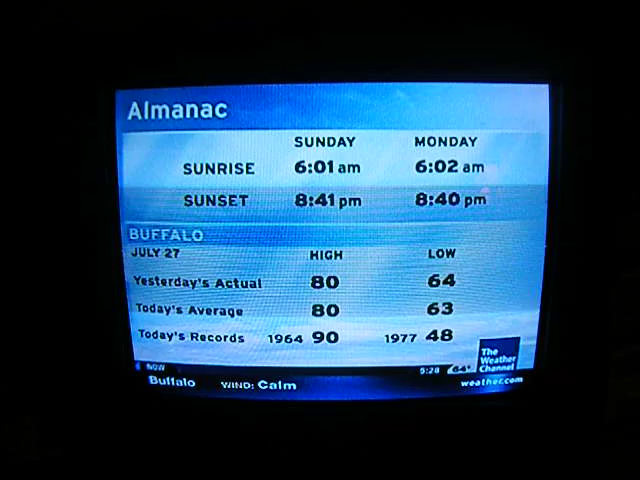 Almanac
SUNDAY MONDAY
SUNRISE 6:01 am 6:02 am
SUNSET 8:41 pm 8:40 pm
BUFFALO
JULY 27 HIGH LOW
Yesterday's Actual 80 64
Today's Average 80 63
Today's Records 1964 90 1977 48
The
Weather
Channel
NOW 5:28 64°
Buffalo WIND: Calm weather.com